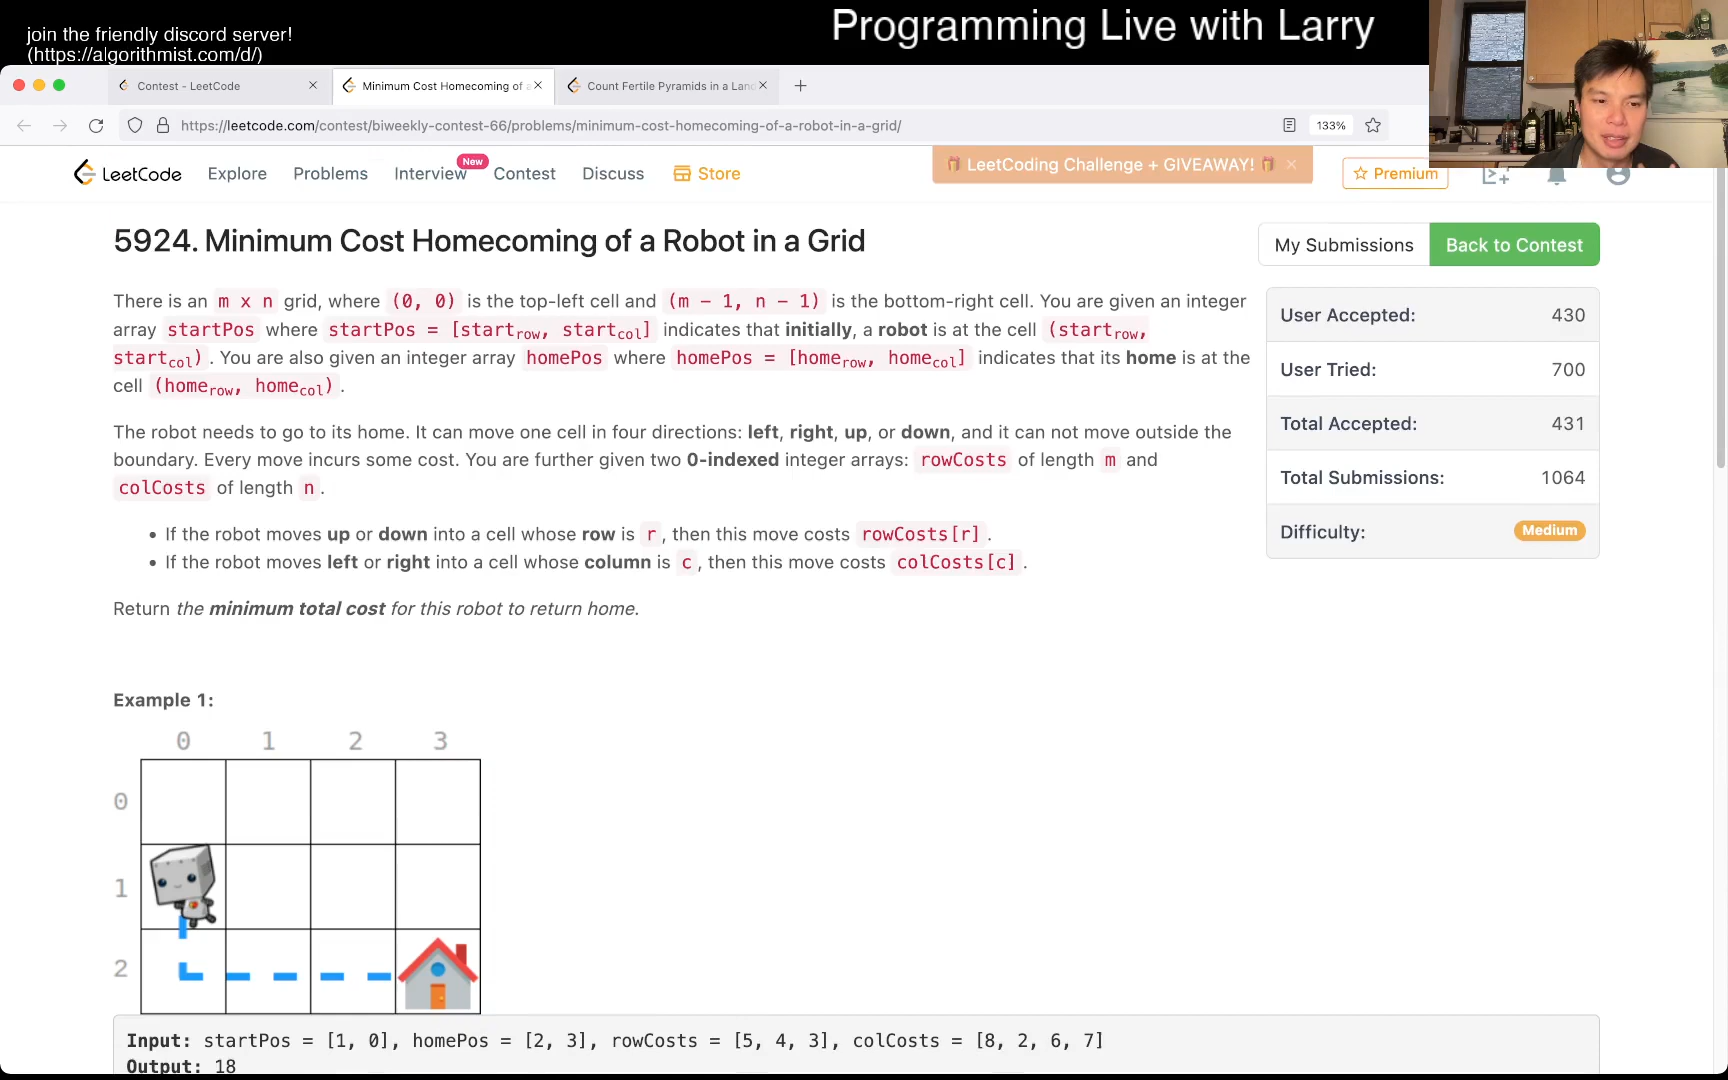 join the friendly discord server!
(https://algorithmist.com/d/)
Programming Live with Larry
Contest - LeetCode
Minimum Cost Homecoming of a
Count Fertile Pyramids in a Lanc
https://leetcode.com/contest/biweekly-contest-66/problems/minimum-cost-homecoming-of-a-robot-in-a-grid/
133%
LeetCode
Explore
Problems
Interview
New
Contest
Discuss
Store
LeetCoding Challenge + GIVEAWAY!
Premium
5924. Minimum Cost Homecoming of a Robot in a Grid
My Submissions
Back to Contest
There is an m x n grid, where (0, 0) is the top-left cell and (m - 1, n - 1) is the bottom-right cell. You are given an integer
array startPos where startPos = [startrow, startcol] indicates that initially, a robot is at the cell (startrow,
startcol). You are also given an integer array homePos where homePos = [homerow, homecol] indicates that its home is at the
cell (homerow, homecol).
The robot needs to go to its home. It can move one cell in four directions: left, right, up, or down, and it can not move outside the
boundary. Every move incurs some cost. You are further given two 0-indexed integer arrays: rowCosts of length m and
colCosts of length n.
• If the robot moves up or down into a cell whose row is r, then this move costs rowCosts[r].
• If the robot moves left or right into a cell whose column is c, then this move costs colCosts[c].
Return the minimum total cost for this robot to return home.
User Accepted: 430
User Tried: 700
Total Accepted: 431
Total Submissions: 1064
Difficulty: Medium
Example 1:
0 1 2 3
0
1
2
Input: startPos = [1, 0], homePos = [2, 3], rowCosts = [5, 4, 3], colCosts = [8, 2, 6, 7]
Output: 18